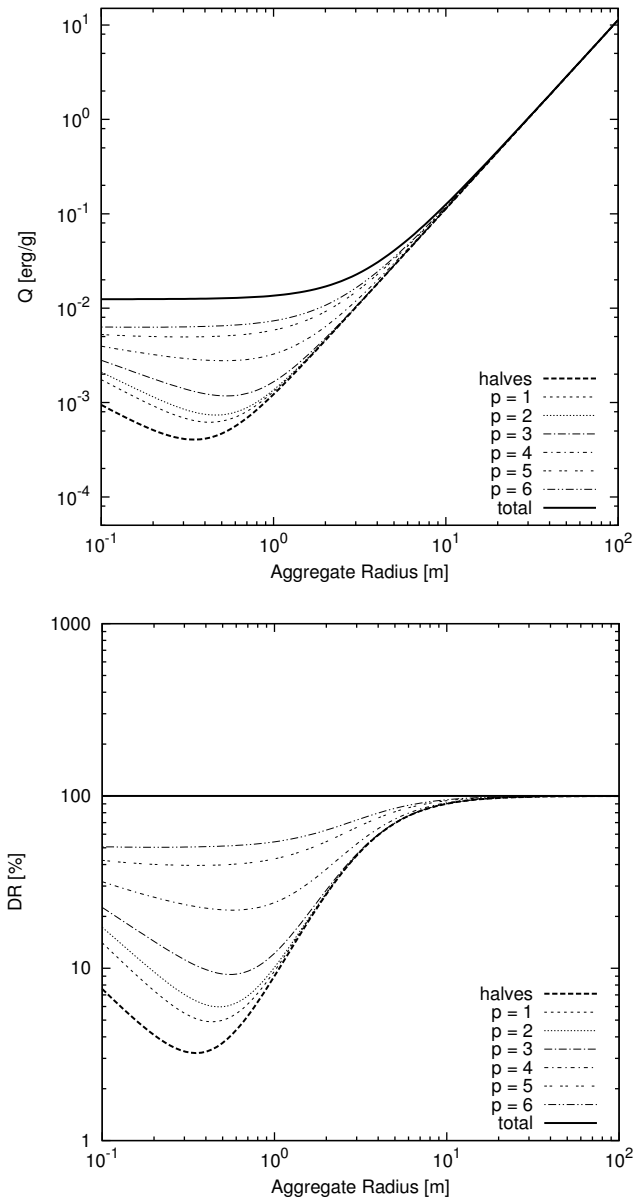 10^1
10^0
10^-1
10^-2
10^-3
10^-4
Q [erg/g]
halves
p = 1
p = 2
p = 3
p = 4
p = 5
p = 6
total
10^-1 10^0 10^1 10^2
Aggregate Radius [m]
1000
100
10
1
DR [%]
halves
p = 1
p = 2
p = 3
p = 4
p = 5
p = 6
total
10^-1 10^0 10^1 10^2
Aggregate Radius [m]